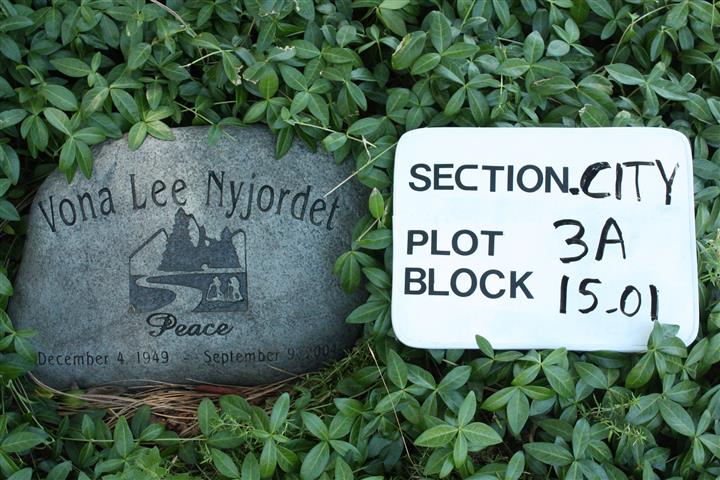 Vona Lee Nyjordet
Peace
December 4, 1949 - September 9, 2004
SECTION. CITY
PLOT 3A
BLOCK 15-01